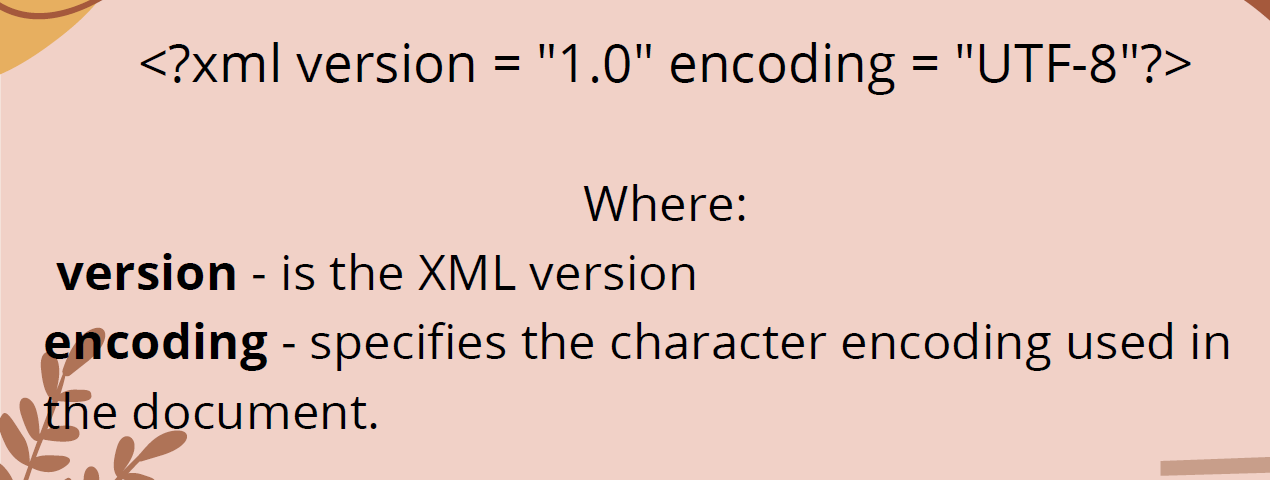 <?xml version = "1.0" encoding = "UTF-8"?>
Where:
version - is the XML version
encoding - specifies the character encoding used in
the document.